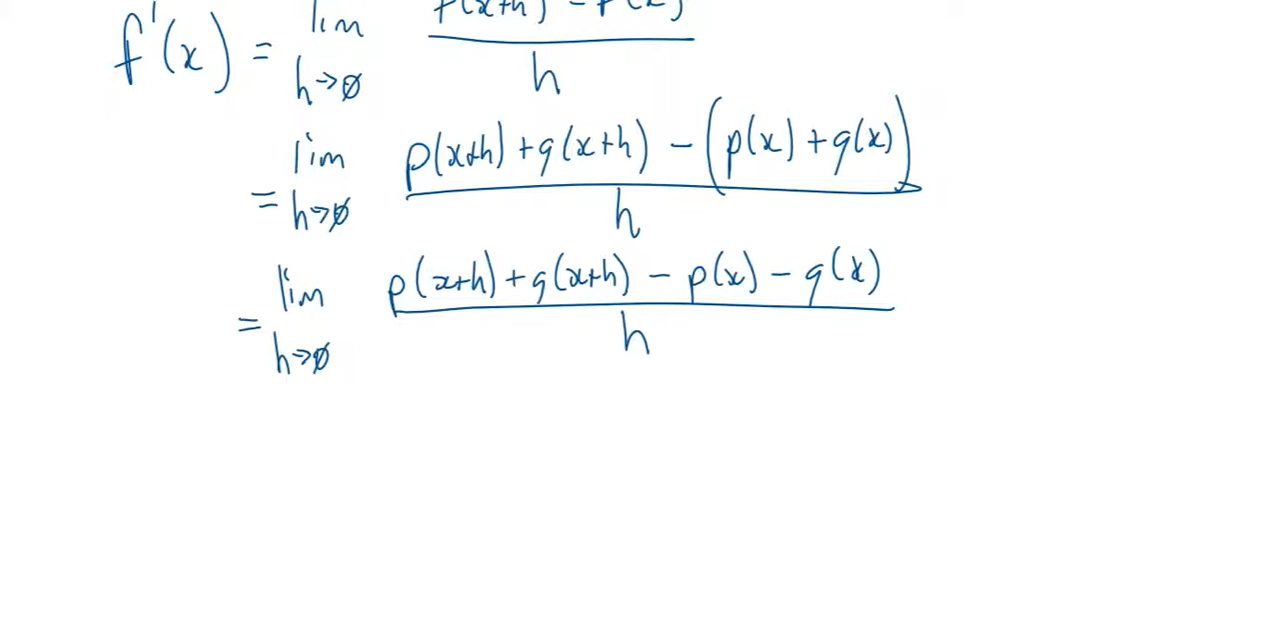 f'(x) = lim h→0 f(x+h) - f(x) / h
= lim h→0 p(x+h) + q(x+h) - (p(x) + q(x)) / h
= lim h→0 p(x+h) + q(x+h) - p(x) - q(x) / h